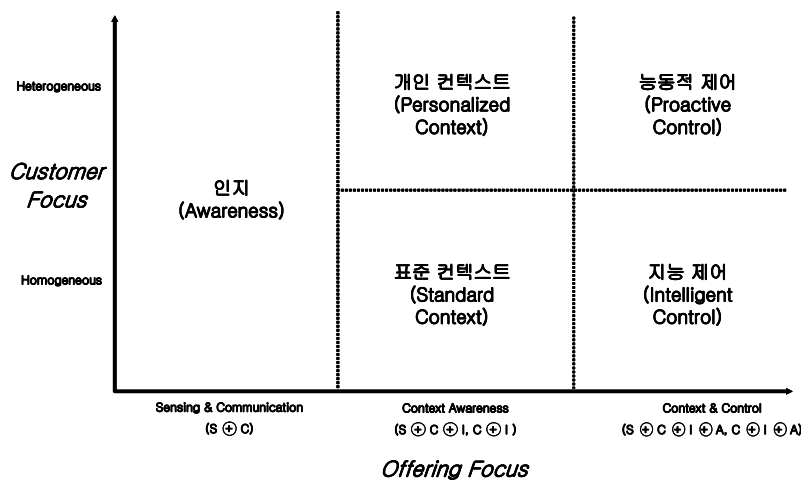 Heterogeneous
개인 컨텍스트
(Personalized
Context)
능동적 제어
(Proactive
Control)
Customer
Focus
인지
(Awareness)
Homogeneous
표준 컨텍스트
(Standard
Context)
지능 제어
(Intelligent
Control)
Sensing & Communication
(S ⊕ C)
Context Awareness
(S ⊕ C ⊕ I, C ⊕ I )
Context & Control
(S ⊕ C ⊕ I ⊕ A, C ⊕ I ⊕ A)
Offering Focus